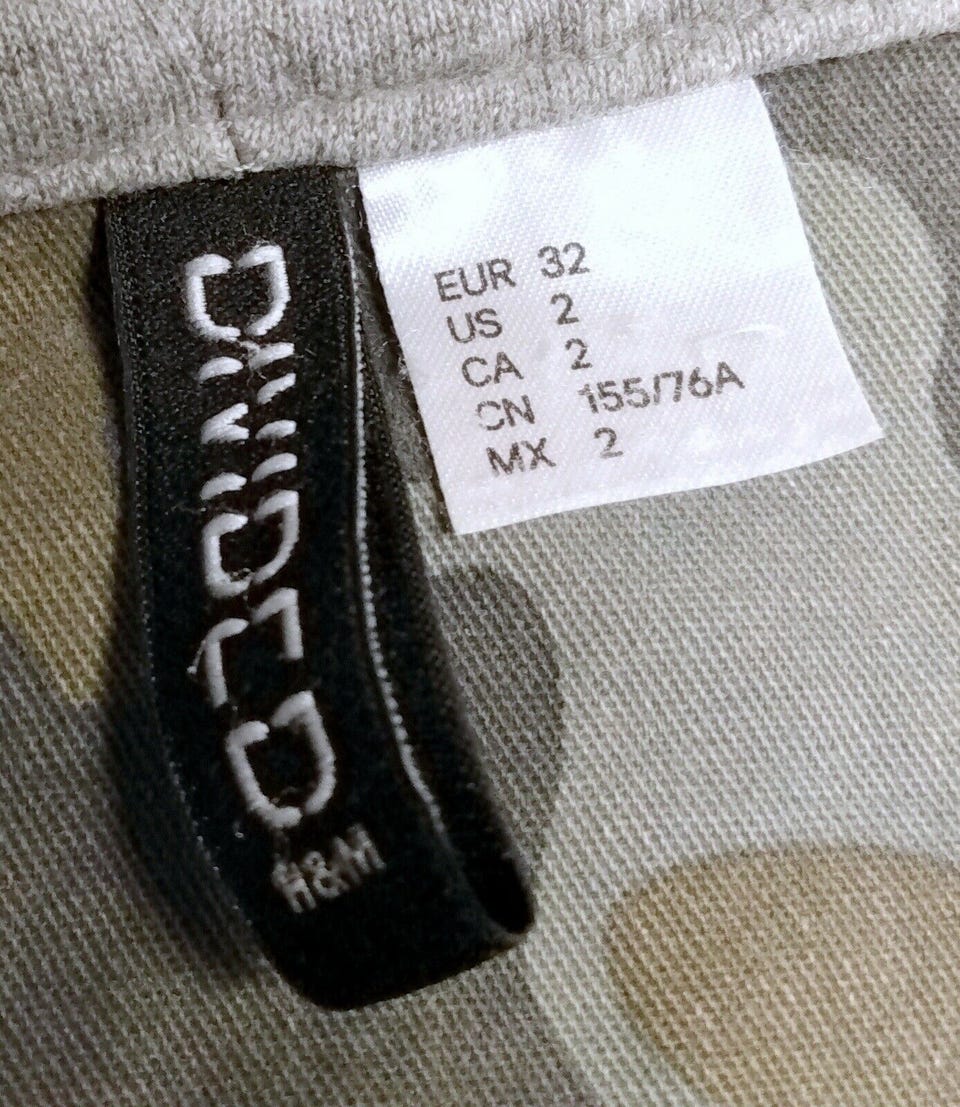 DIVIDED
H&M
EUR 32
US 2
CA 2
CN 155/76A
MX 2